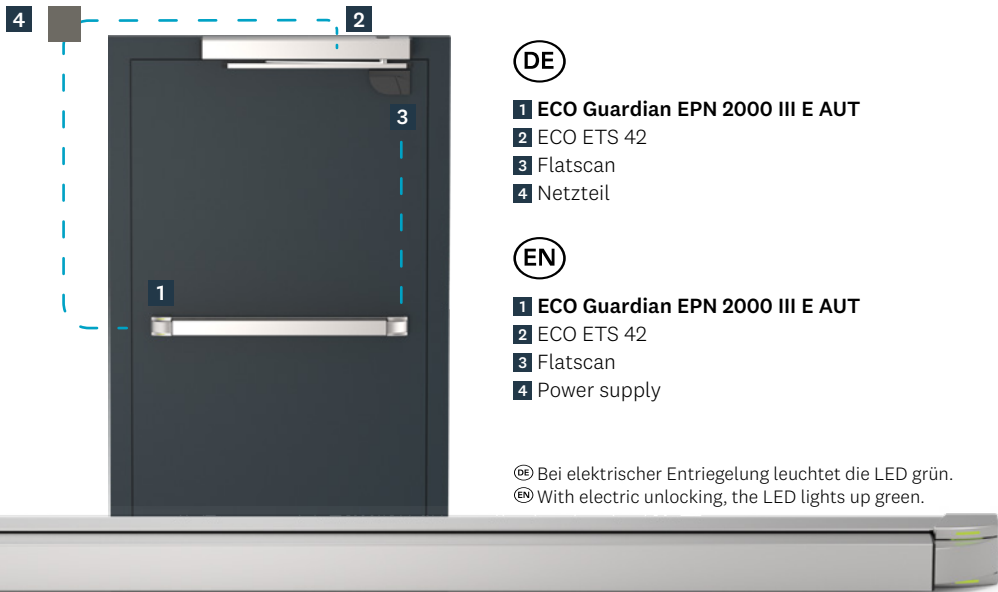 4
2
3
1
DE
1 ECO Guardian EPN 2000 III E AUT
2 ECO ETS 42
3 Flatscan
4 Netzteil
EN
1 ECO Guardian EPN 2000 III E AUT
2 ECO ETS 42
3 Flatscan
4 Power supply
DE Bei elektrischer Entriegelung leuchtet die LED grün.
EN With electric unlocking, the LED lights up green.